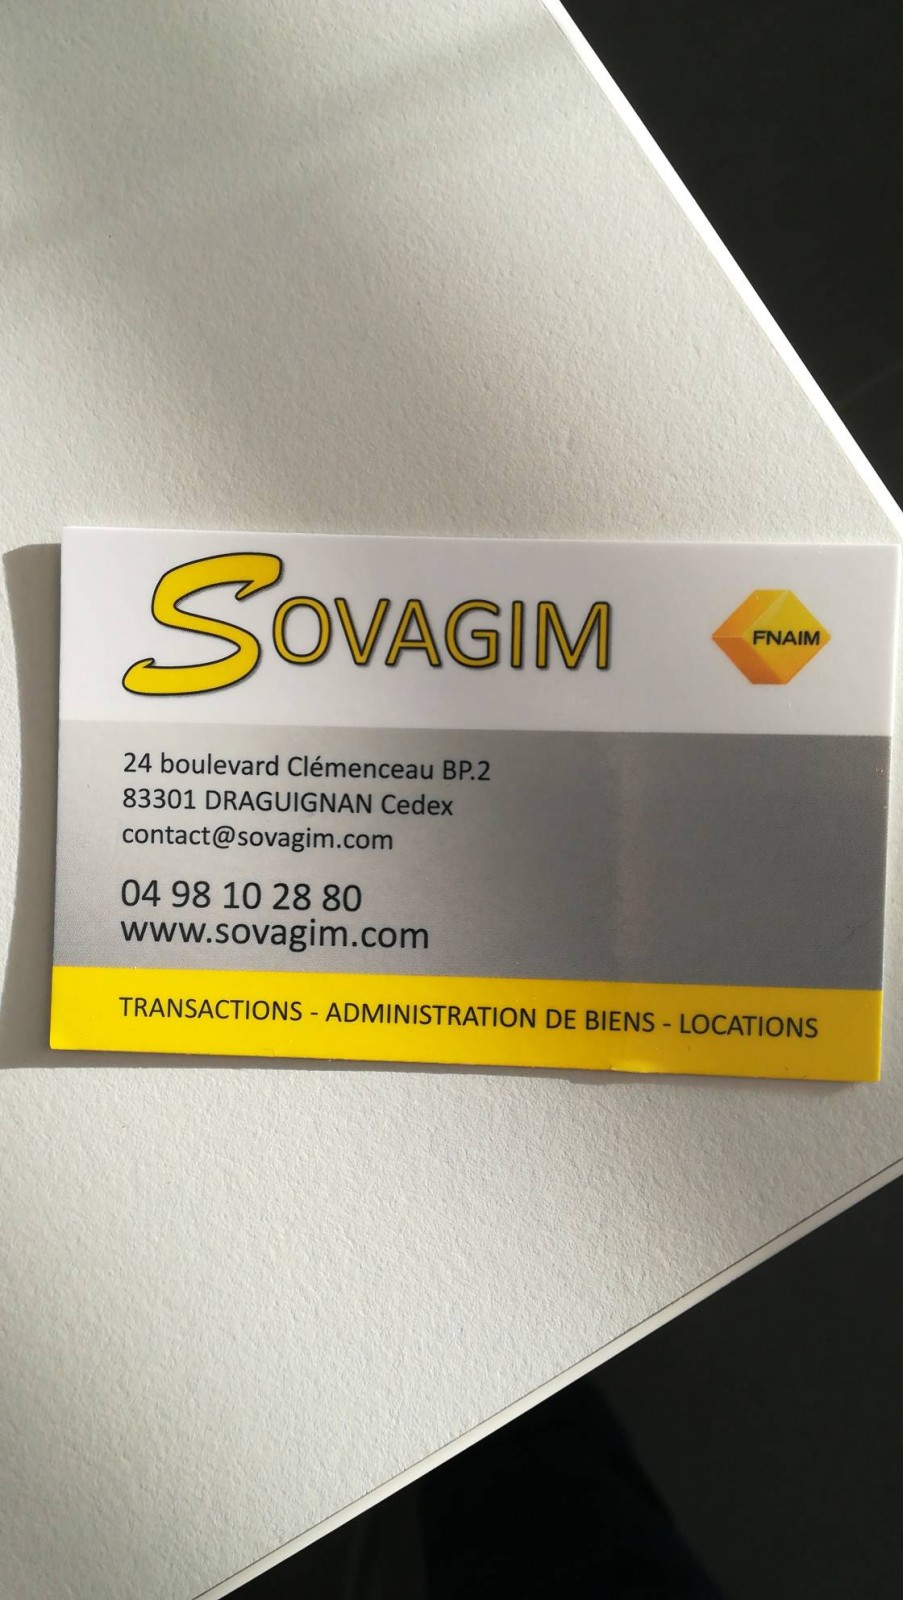 SOVAGIM
FNAIM
24 boulevard Clémenceau BP.2
83301 DRAGUIGNAN Cedex
contact@sovagim.com
04 98 10 28 80
www.sovagim.com
TRANSACTIONS - ADMINISTRATION DE BIENS - LOCATIONS